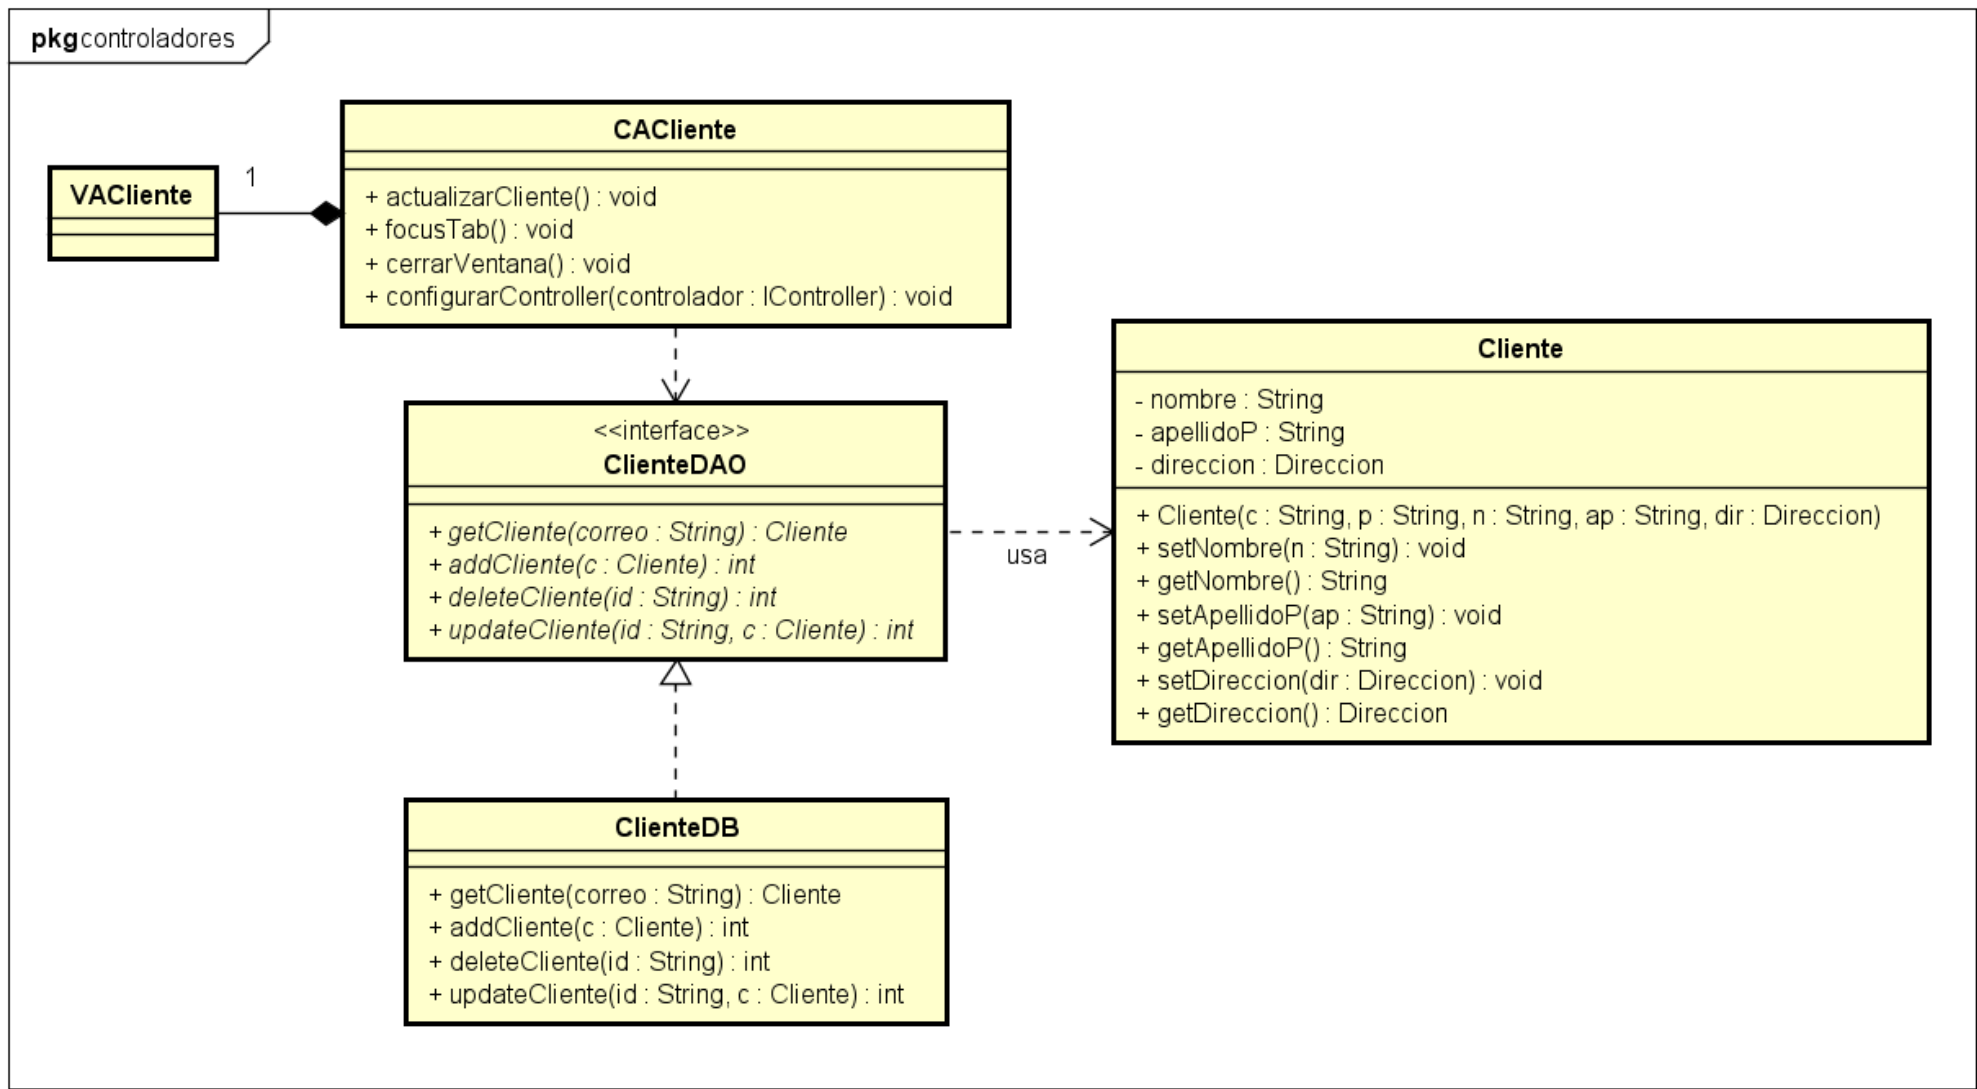 pkg controladores
CACliente
+ actualizarCliente() : void
+ focusTab() : void
+ cerrarVentana() : void
+ configurarController(controlador : IController) : void
VACliente
1
<<interface>>
ClienteDAO
+ getCliente(correo : String) : Cliente
+ addCliente(c : Cliente) : int
+ deleteCliente(id : String) : int
+ updateCliente(id : String, c : Cliente) : int
usa
Cliente
- nombre : String
- apellidoP : String
- direccion : Direccion
+ Cliente(c : String, p : String, n : String, ap : String, dir : Direccion)
+ setNombre(n : String) : void
+ getNombre() : String
+ setApellidoP(ap : String) : void
+ getApellidoP() : String
+ setDireccion(dir : Direccion) : void
+ getDireccion() : Direccion
ClienteDB
+ getCliente(correo : String) : Cliente
+ addCliente(c : Cliente) : int
+ deleteCliente(id : String) : int
+ updateCliente(id : String, c : Cliente) : int